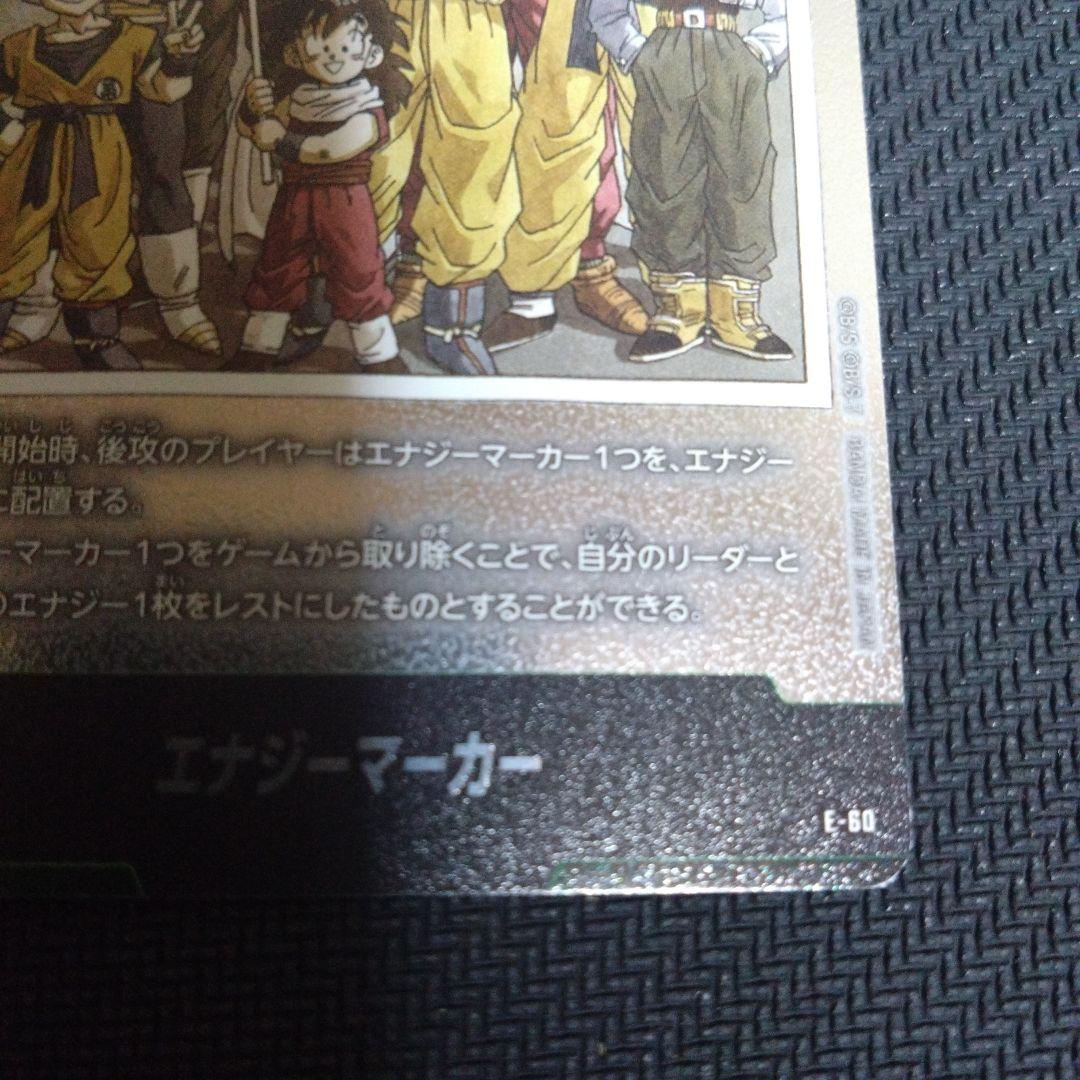 開始時、後攻のプレイヤーはエナジーマーカー1つを、エナジー
に配置する。
ーマーカー1つをゲームから取り除くことで、自分のリーダーと
のエナジー1枚をレストにしたものとすることができる。
エナジーマーカー
E-60
©B/S ©B/S・T
BANDAI MADE IN JAPAN